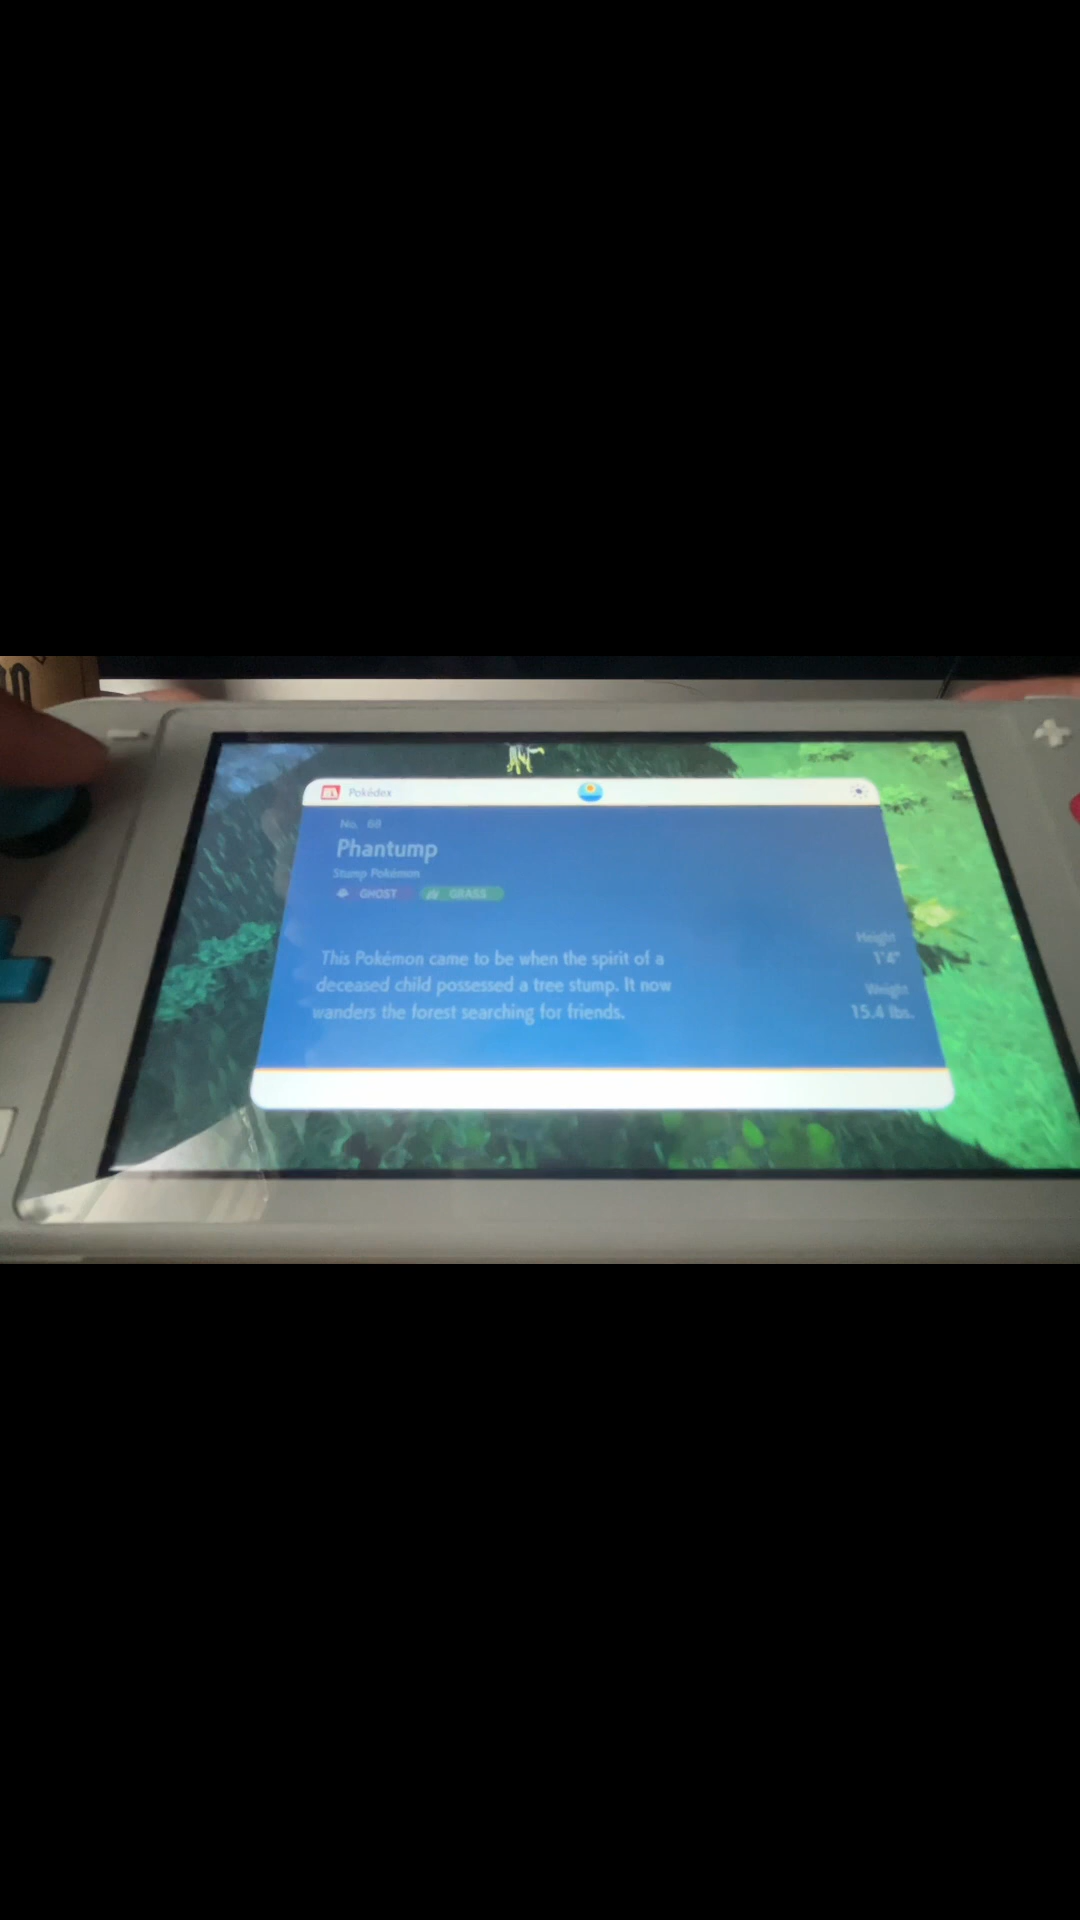 Pokédex
No. 68
Phantump
Stump Pokémon
GHOST GRASS
This Pokémon came to be when the spirit of a
deceased child possessed a tree stump. It now
wanders the forest searching for friends.
Height
1'4"
Weight
15.4 lbs.